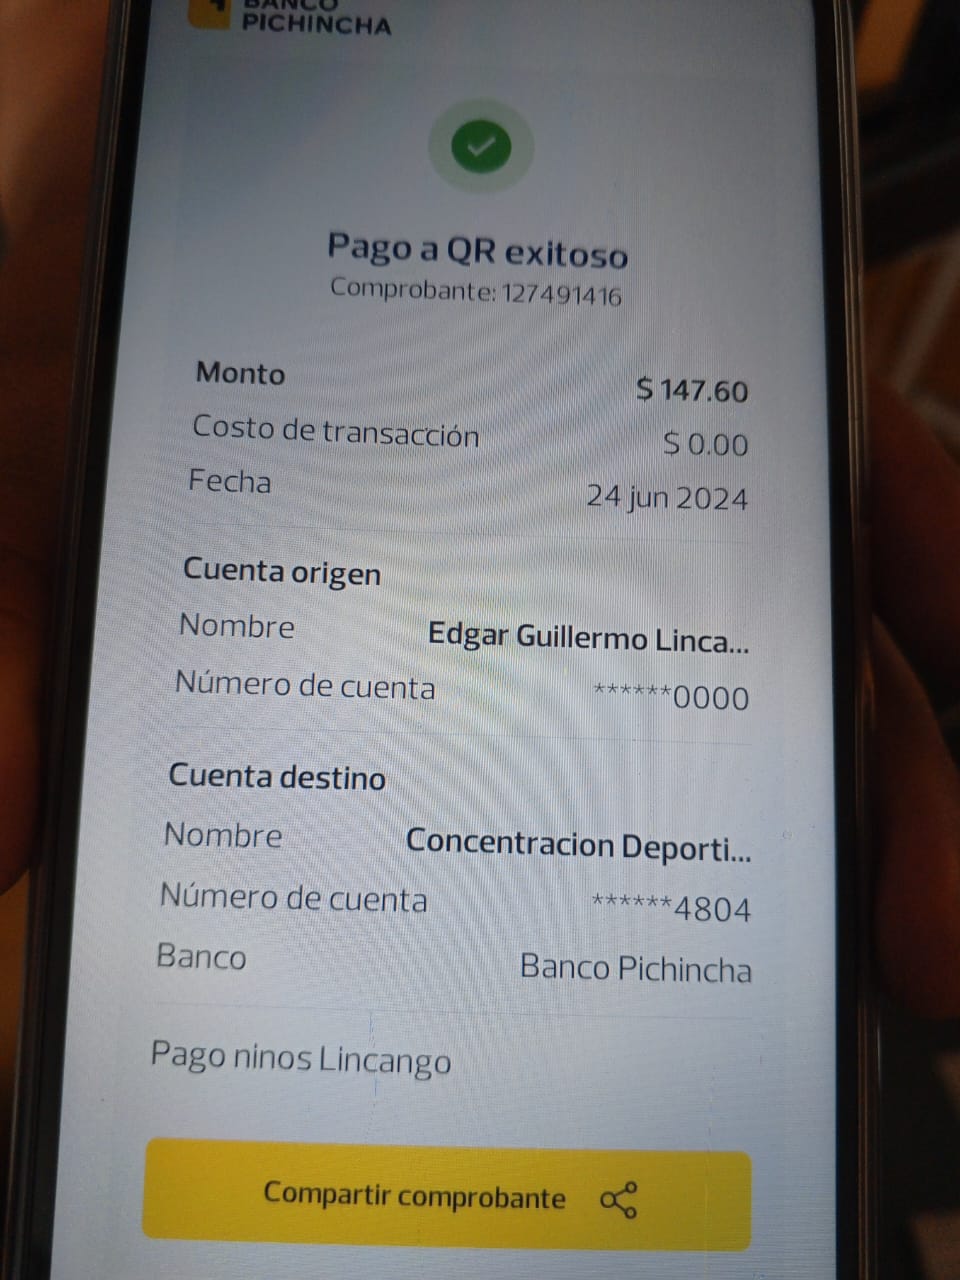 BANCO
PICHINCHA
Pago a QR exitoso
Comprobante: 127491416
Monto $ 147.60
Costo de transacción $ 0.00
Fecha 24 jun 2024
Cuenta origen
Nombre Edgar Guillermo Linca...
Número de cuenta ******0000
Cuenta destino
Nombre Concentracion Deporti...
Número de cuenta ******4804
Banco Banco Pichincha
Pago ninos Lincango
Compartir comprobante